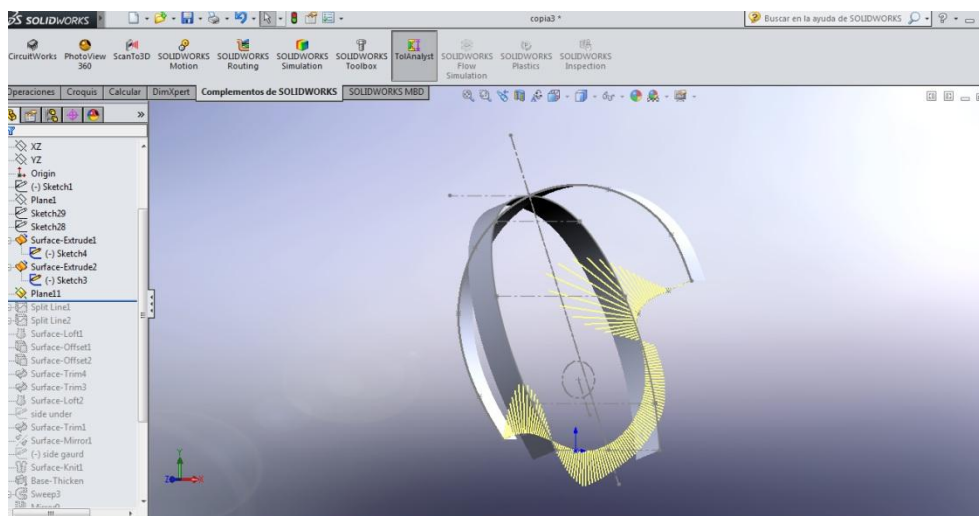 SOLIDWORKS
copia3 *
Buscar en la ayuda de SOLIDWORKS
CircuitWorks
PhotoView 360
ScanTo3D
SOLIDWORKS Motion
SOLIDWORKS Routing
SOLIDWORKS Simulation
SOLIDWORKS Toolbox
TolAnalyst
SOLIDWORKS Flow Simulation
SOLIDWORKS Plastics
SOLIDWORKS Inspection
Operaciones
Croquis
Calcular
DimXpert
Complementos de SOLIDWORKS
SOLIDWORKS MBD
XZ
YZ
Origin
(-) Sketch1
Plane1
Sketch29
Sketch28
Surface-Extrude1
(-) Sketch4
Surface-Extrude2
(-) Sketch3
Plane11
Split Line1
Split Line2
Surface-Loft1
Surface-Offset1
Surface-Offset2
Surface-Trim4
Surface-Trim3
Surface-Loft2
side under
Surface-Trim1
Surface-Mirror1
(-) side gaurd
Surface-Knit1
Base-Thicken
Sweep3
Y
Z
X